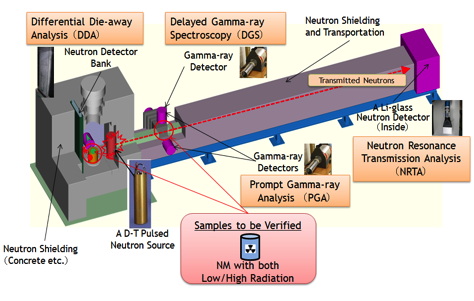 Differential Die-away
Analysis (DDA)
Delayed Gamma-ray
Spectroscopy (DGS)
Neutron Shielding
and Transportation
Neutron Detector
Bank
Gamma-ray
Detector
Transmitted Neutrons
A Li-glass
Neutron Detector
(Inside)
Neutron Resonance
Transmission Analysis
(NRTA)
Gamma-ray
Detectors
Prompt Gamma-ray
Analysis (PGA)
A D-T Pulsed
Neutron Source
Neutron Shielding
(Concrete etc.)
Samples to be Verified
NM with both
Low/High Radiation